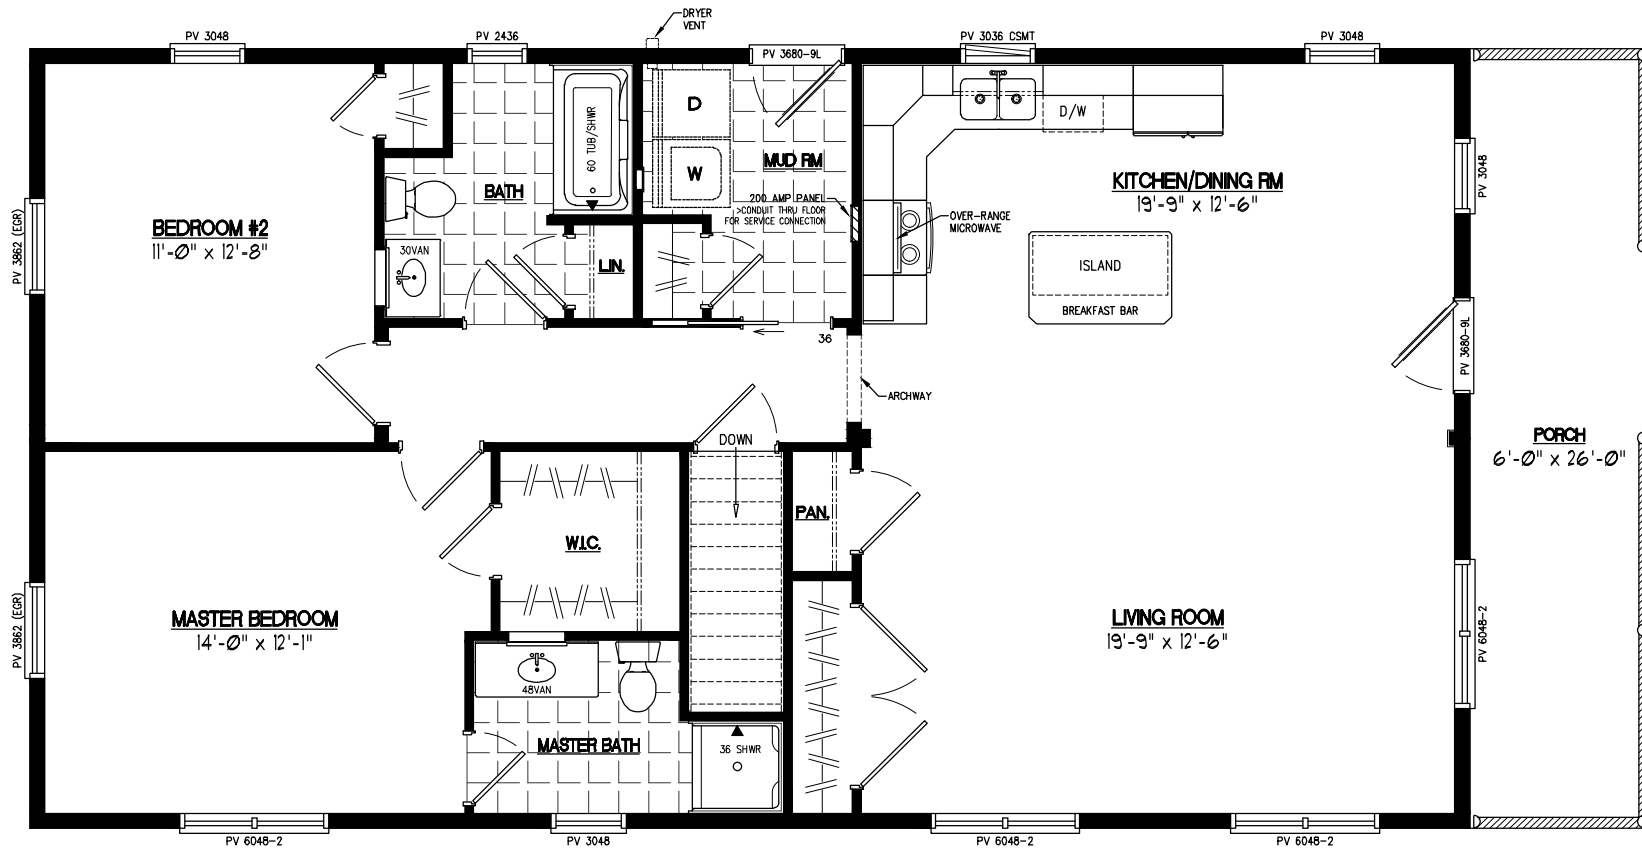 DRYER
VENT
PV 3048
PV 2436
PV 3680-9L
PV 3036 CSMT
PV 3048
60 TUB/SHWR
D
W
MUD RM
D/W
BATH
200 AMP PANEL
>CONDUIT THRU FLOOR
FOR SERVICE CONNECTION
KITCHEN/DINING RM
19'-9" x 12'-6"
PV 3048
OVER-RANGE
MICROWAVE
PV 3862 (EGR)
BEDROOM #2
11'-0" x 12'-8"
30VAN
LIN.
ISLAND
BREAKFAST BAR
36
PV 3680-9L
ARCHWAY
DOWN
PORCH
6'-0" x 26'-0"
PAN.
W.I.C.
PV 3862 (EGR)
MASTER BEDROOM
14'-0" x 12'-1"
LIVING ROOM
19'-9" x 12'-6"
PV 6048-2
48VAN
MASTER BATH
36 SHWR
PV 6048-2
PV 3048
PV 6048-2
PV 6048-2